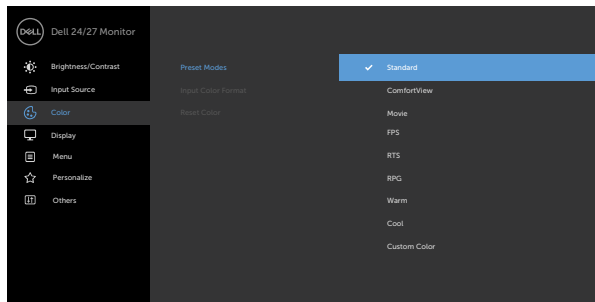 DELL Dell 24/27 Monitor
Brightness/Contrast
Input Source
Color
Display
Menu
Personalize
Others
Preset Modes
Input Color Format
Reset Color
Standard
ComfortView
Movie
FPS
RTS
RPG
Warm
Cool
Custom Color